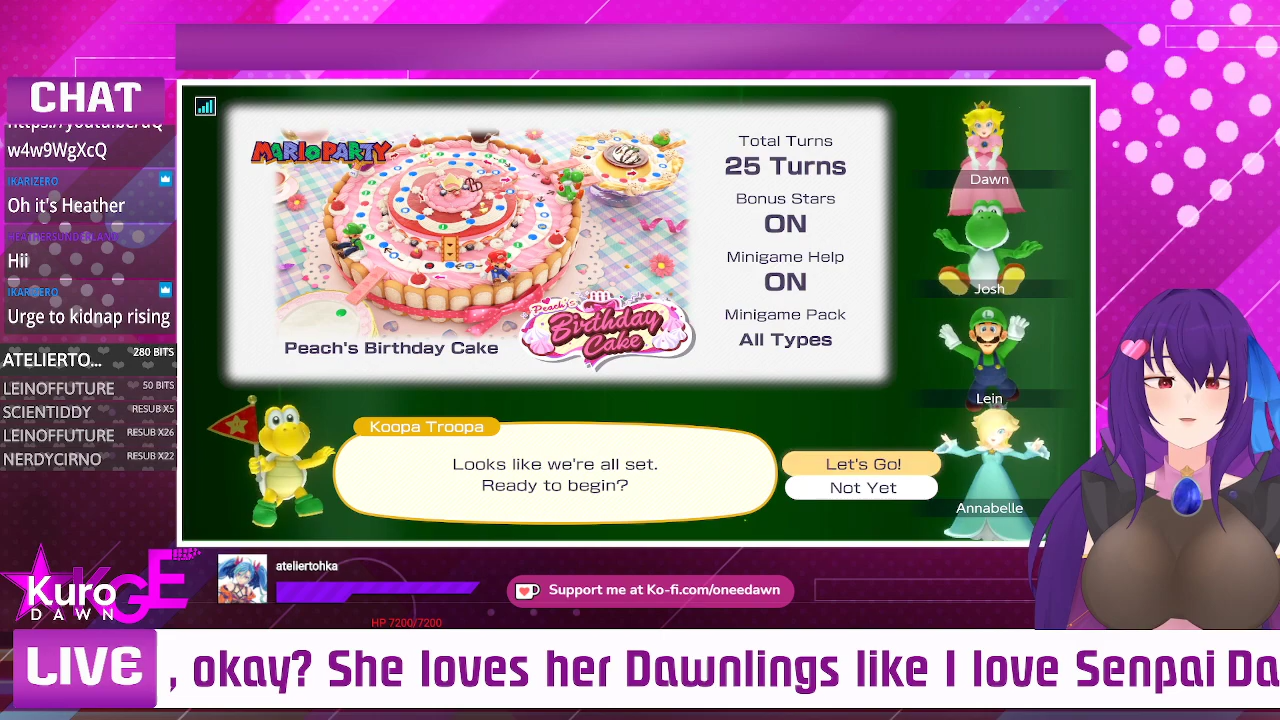 CHAT
w4w9WgXcQ
IKARIZERO
Oh it's Heather
Hii
IKARIZERO
Urge to kidnap rising
ATELIERTO... 280 BITS
LEINOFFUTURE 50 BITS
SCIENTIDDY RESUB X5
LEINOFFUTURE RESUB X26
NERDYCIRNO RESUB X22
MARIO PARTY
Peach's Birthday Cake
Peach's
Birthday
Cake
Total Turns
25 Turns
Bonus Stars
ON
Minigame Help
ON
Minigame Pack
All Types
Dawn
Josh
Lein
Annabelle
Koopa Troopa
Looks like we're all set.
Ready to begin?
Let's Go!
Not Yet
Kuro
DAWN
ateliertohka
Support me at Ko-fi.com/oneedawn
HP 7200/7200
LIVE
, okay? She loves her Dawnlings like I love Senpai Da